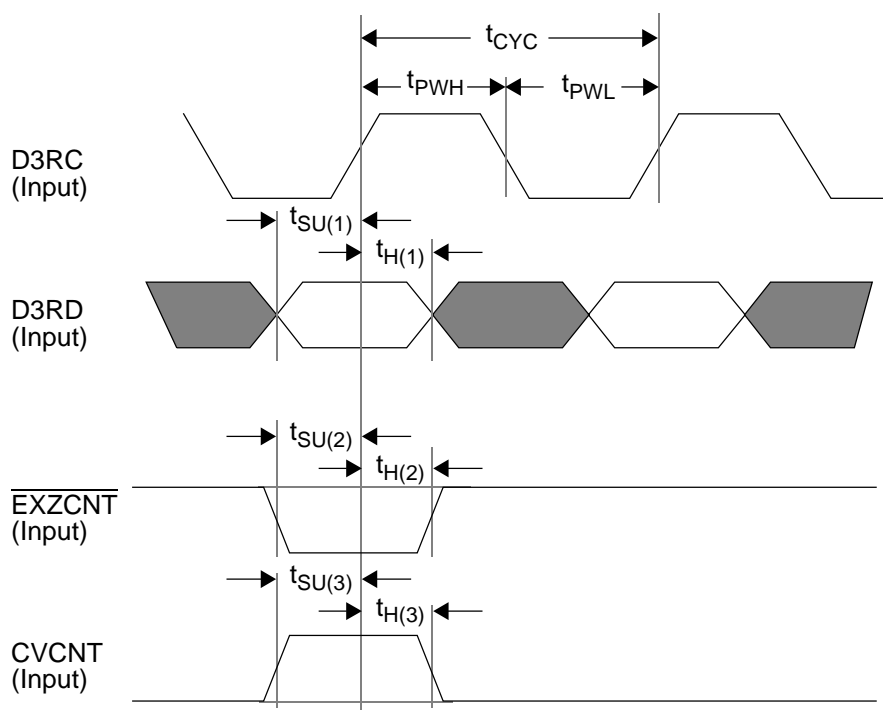 tCYC
tPWH
tPWL
D3RC
(Input)
tSU(1)
tH(1)
D3RD
(Input)
tSU(2)
tH(2)
EXZCNT
(Input)
tSU(3)
tH(3)
CVCNT
(Input)